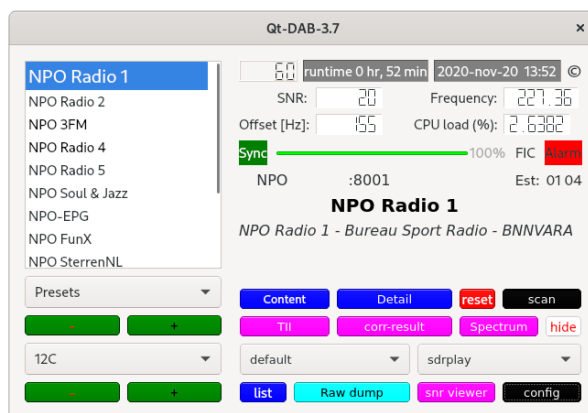 Qt-DAB-3.7 ×
NPO Radio 1
NPO Radio 2
NPO 3FM
NPO Radio 4
NPO Radio 5
NPO Soul & Jazz
NPO-EPG
NPO FunX
NPO SterrenNL
Presets
- +
12C
- +
60 runtime 0 hr, 52 min 2020-nov-20 13:52 ©
SNR: 20 Frequency: 227.36
Offset [Hz]: 155 CPU load (%): 2.6382
Sync 100% FIC Alarm
NPO :8001 Est: 01 04
NPO Radio 1
NPO Radio 1 - Bureau Sport Radio - BNNVARA
Content Detail reset scan
TII corr-result Spectrum hide
default sdrplay
list Raw dump snr viewer config